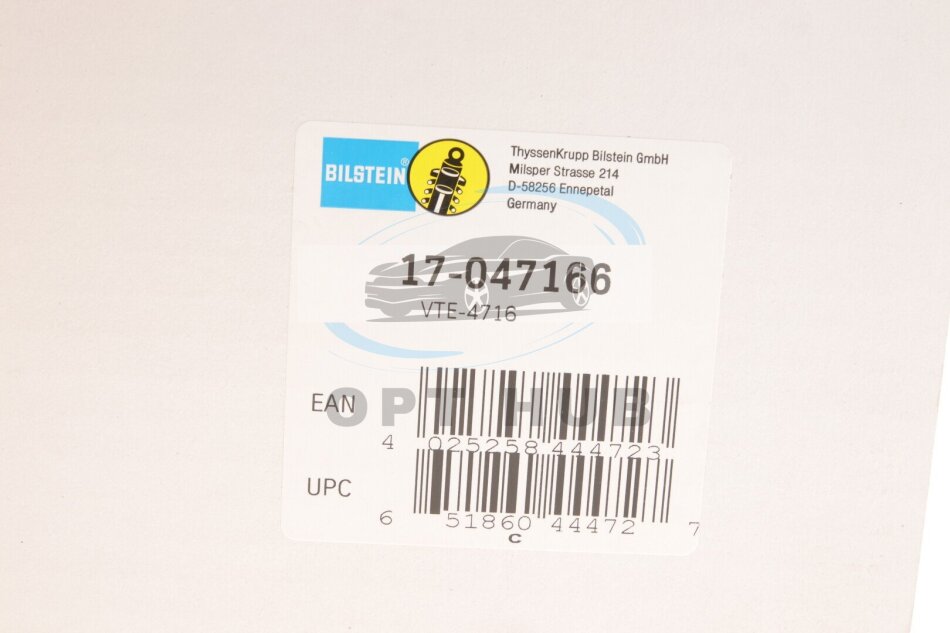 BILSTEIN®
ThyssenKrupp Bilstein GmbH
Milsper Strasse 214
D-58256 Ennepetal
Germany
17-047166
VTE-4716
OPT HUB
EAN
4 025258 444723
UPC
6 51860 44472 7
C